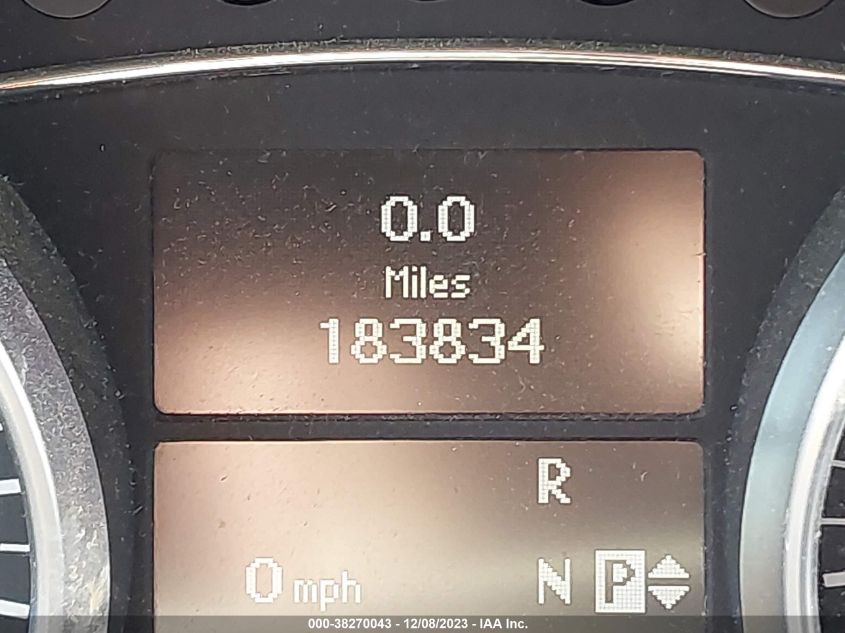 0.0
Miles
183834
R
0 mph N P
000-38270043 - 12/08/2023 - IAA Inc.